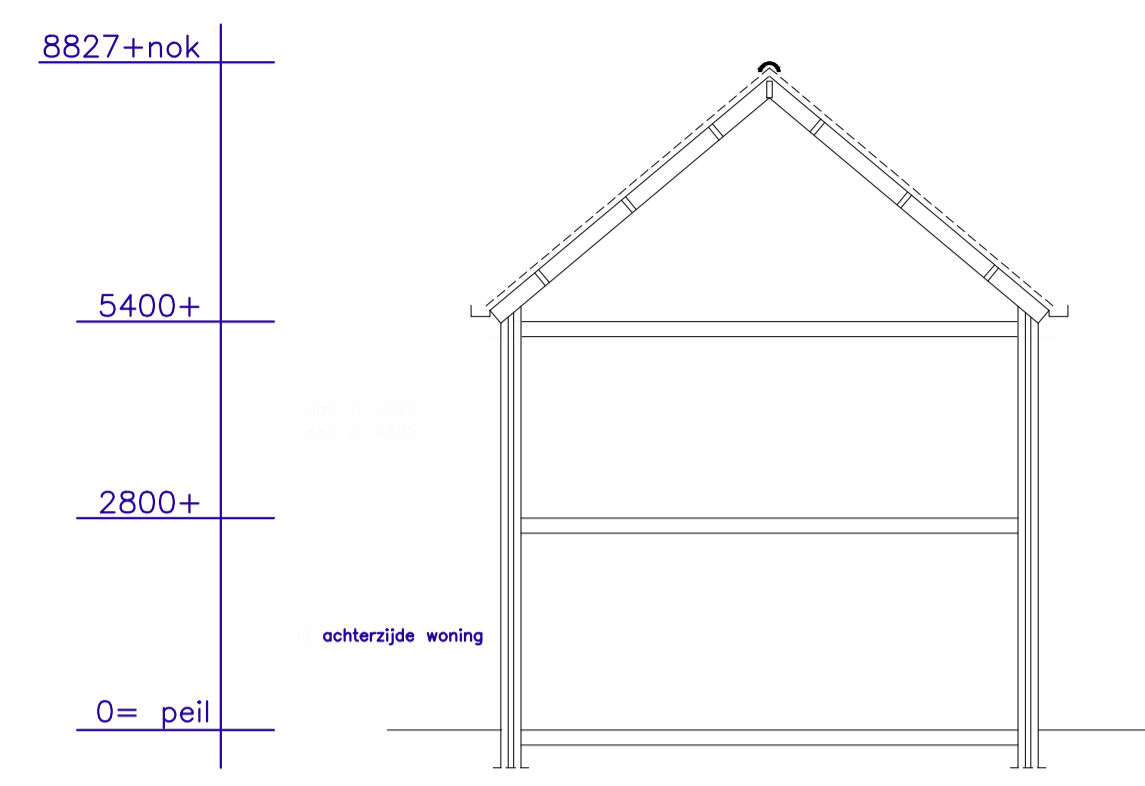 8827+nok
5400+
2800+
achterzijde woning
0= peil